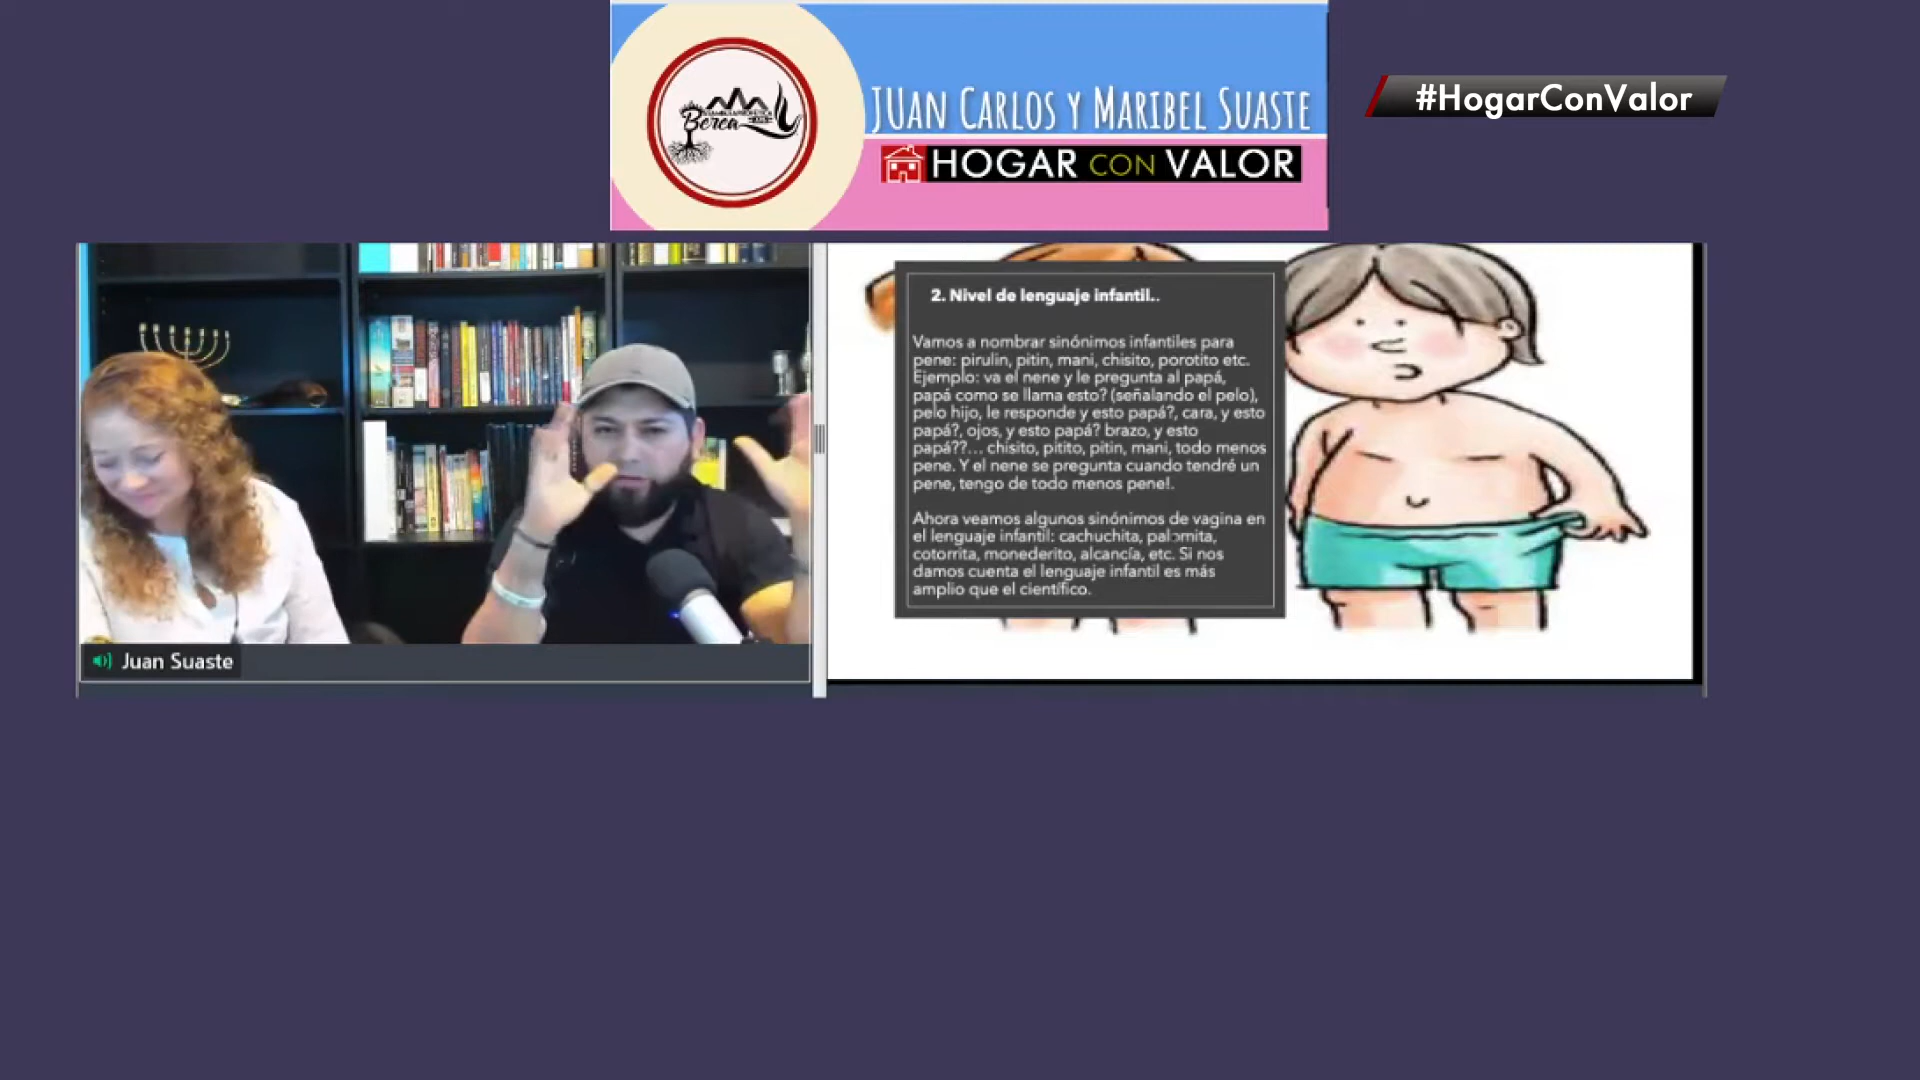 JUAN CARLOS Y MARIBEL SUASTE
HOGAR CON VALOR
#HogarConValor
Berea
2. Nivel de lenguaje infantil..
Vamos a nombrar sinónimos infantiles para
pene: pirulin, pitin, mani, chisito, porotito etc.
Ejemplo: va el nene y le pregunta al papá,
papá como se llama esto? (señalando el pelo),
pelo hijo, le responde y esto papá?, cara, y esto
papá?, ojos, y esto papá? brazo, y esto
papá??... chisito, pitito, pitin, mani, todo menos
pene. Y el nene se pregunta cuando tendré un
pene, tengo de todo menos pene!.
Ahora veamos algunos sinónimos de vagina en
el lenguaje infantil: cachuchita, palomita,
cotorrita, monederito, alcancía, etc. Si nos
damos cuenta el lenguaje infantil es más
amplio que el científico.
Juan Suaste